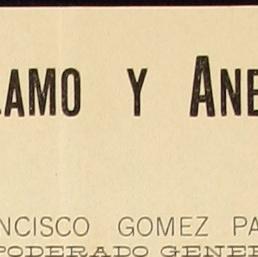 LAMO Y ANE
NCISCO GOMEZ PA
PODERADO GENER